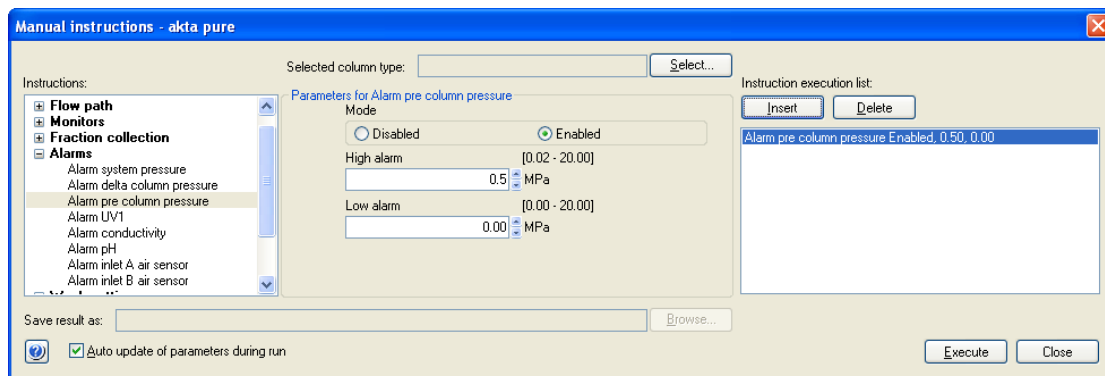 Manual instructions - akta pure
Selected column type:
Select...
Instructions:
Flow path
Monitors
Fraction collection
Alarms
Alarm system pressure
Alarm delta column pressure
Alarm pre column pressure
Alarm UV1
Alarm conductivity
Alarm pH
Alarm inlet A air sensor
Alarm inlet B air sensor
Parameters for Alarm pre column pressure
Mode
Disabled Enabled
High alarm [0.02 - 20.00]
0.5 MPa
Low alarm [0.00 - 20.00]
0.00 MPa
Instruction execution list:
Insert Delete
Alarm pre column pressure Enabled, 0.50, 0.00
Save result as:
Browse...
Auto update of parameters during run
Execute Close